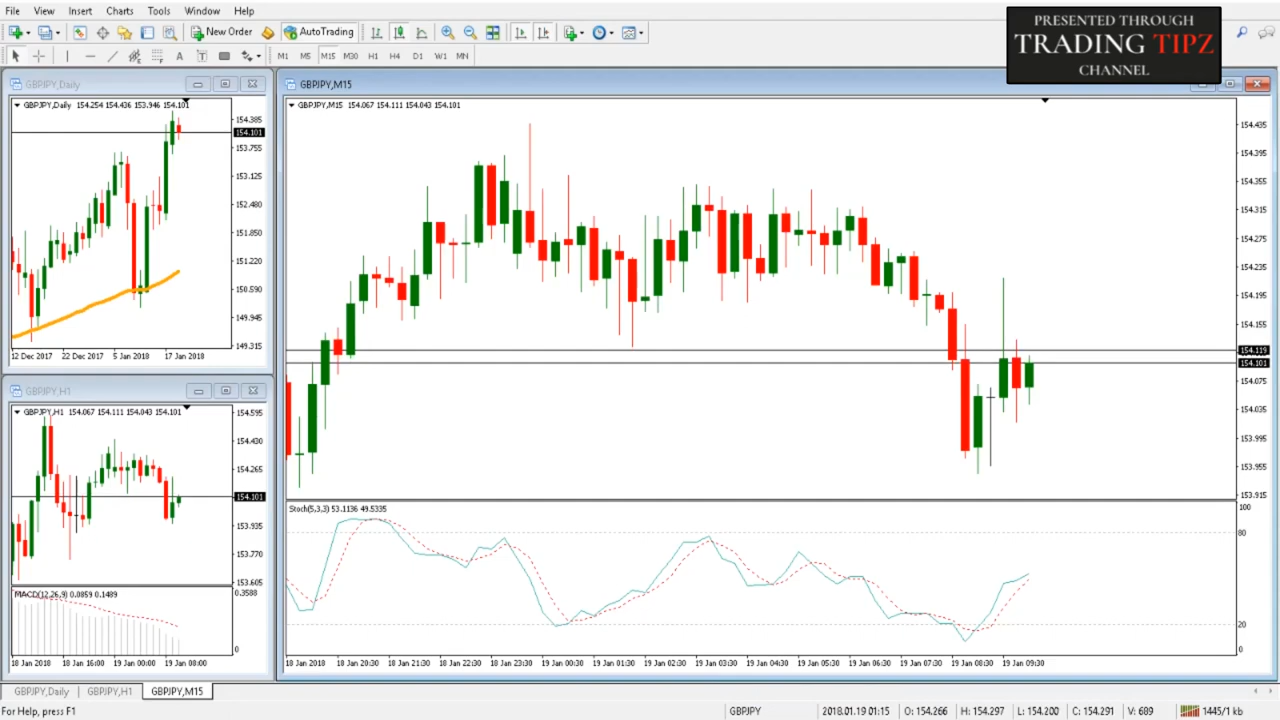 File View Insert Charts Tools Window Help
New Order AutoTrading
M1 M5 M15 M30 H1 H4 D1 W1 MN
PRESENTED THROUGH
TRADING TIPZ
CHANNEL
GBPJPY,Daily
GBPJPY,Daily 154.254 154.436 153.946 154.101
154.385
154.101
153.755
153.125
152.480
151.850
151.220
150.590
149.945
149.315
12 Dec 2017 22 Dec 2017 5 Jan 2018 17 Jan 2018
GBPJPY,H1
GBPJPY,H1 154.067 154.111 154.043 154.101
154.595
154.430
154.265
154.101
153.935
153.770
153.605
MACD(12,26,9) 0.0859 0.1489
0.3588
0
18 Jan 2018 18 Jan 16:00 19 Jan 00:00 19 Jan 08:00
GBPJPY,M15
GBPJPY,M15 154.067 154.111 154.043 154.101
154.435
154.395
154.355
154.315
154.275
154.235
154.195
154.155
154.119
154.101
154.075
154.035
153.995
153.955
153.915
Stoch(5,3,3) 53.1136 49.5335
100
80
20
0
18 Jan 2018 18 Jan 20:30 18 Jan 21:30 18 Jan 22:30 18 Jan 23:30 19 Jan 00:30 19 Jan 01:30 19 Jan 02:30 19 Jan 03:30 19 Jan 04:30 19 Jan 05:30 19 Jan 06:30 19 Jan 07:30 19 Jan 08:30 19 Jan 09:30
GBPJPY,Daily GBPJPY,H1 GBPJPY,M15
For Help, press F1 GBPJPY 2018.01.19 01:15 O: 154.266 H: 154.297 L: 154.200 C: 154.291 V: 689 1445/1 kb